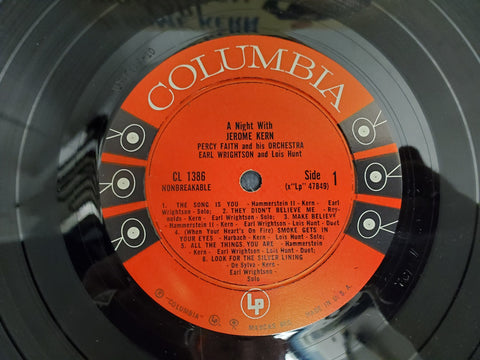 COLUMBIA
A Night With
JEROME KERN
PERCY FAITH and his ORCHESTRA
EARL WRIGHTSON and Lois Hunt
CL 1386
NONBREAKABLE
Side 1
(x"Lp" 47849)
1. THE SONG IS YOU - Hammerstein II - Kern - Earl
Wrightson - Solo; 2. THEY DIDN'T BELIEVE ME - Rey-
nolds - Kern - Earl Wrightson - Solo; 3. MAKE BELIEVE
- Hammerstein II - Kern - Earl Wrightson - Lois Hunt - Duet
4. (When Your Heart's On Fire) SMOKE GETS IN
YOUR EYES - Harbach - Kern - Lois Hunt - Solo;
5. ALL THE THINGS YOU ARE - Hammerstein
- Kern - Earl Wrightson - Lois Hunt - Duet;
6. LOOK FOR THE SILVER LINING
- De Sylva - Kern -
Earl Wrightson -
Solo
Lp
® "COLUMBIA"
MARCAS REG.
MADE IN U.S.A.